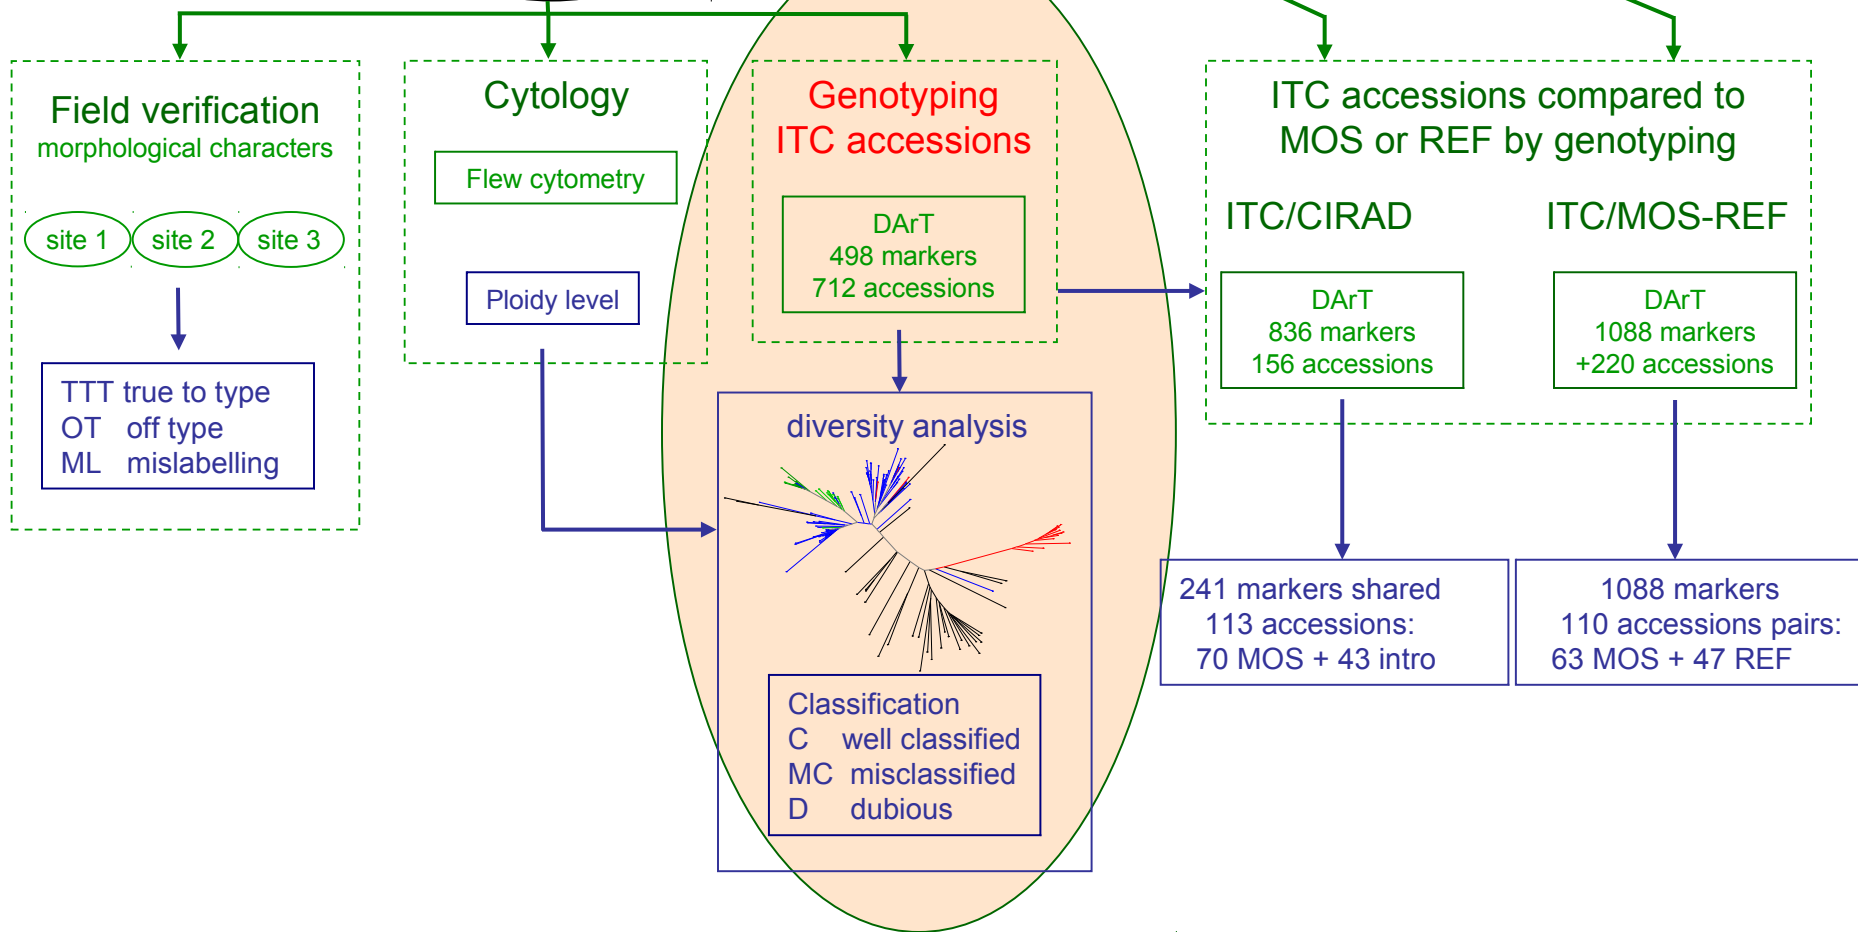 Field verification
morphological characters
site 1 site 2 site 3
TTT true to type
OT off type
ML mislabelling
Cytology
Flew cytometry
Ploidy level
Genotyping
ITC accessions
DArT
498 markers
712 accessions
diversity analysis
Classification
C well classified
MC misclassified
D dubious
ITC accessions compared to
MOS or REF by genotyping
ITC/CIRAD
DArT
836 markers
156 accessions
241 markers shared
113 accessions:
70 MOS + 43 intro
ITC/MOS-REF
DArT
1088 markers
+220 accessions
1088 markers
110 accessions pairs:
63 MOS + 47 REF